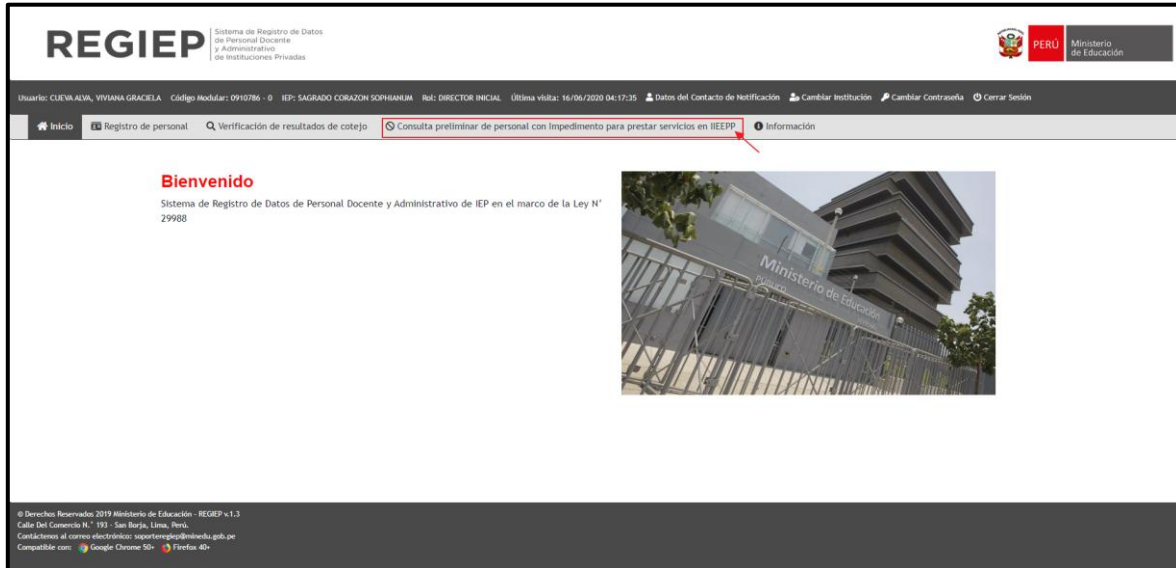 REGIEP
Sistema de Registro de Datos
de Personal Docente
y Administrativo
de Instituciones Privadas
PERÚ
Ministerio
de Educación
Usuario: CUEVA ALVA, VIVIANA GRACIELA Código Modular: 0910786 - 0 IEP: SAGRADO CORAZON SOPHIANUM Rol: DIRECTOR INICIAL Última visita: 16/06/2020 04:17:35 Datos del Contacto de Notificación Cambiar Institución Cambiar Contraseña Cerrar Sesión
Inicio Registro de personal Verificación de resultados de cotejo Consulta preliminar de personal con Impedimento para prestar servicios en IIEEPP Información
Bienvenido
Sistema de Registro de Datos de Personal Docente y Administrativo de IEP en el marco de la Ley N°
29988
Ministerio de Educación
© Derechos Reservados 2019 Ministerio de Educación - REGIEP v.1.3
Calle Del Comercio N.° 193 - San Borja, Lima, Perú.
Contáctenos al correo electrónico: soporteregiep@minedu.gob.pe
Compatible con: Google Chrome 50+ Firefox 40+